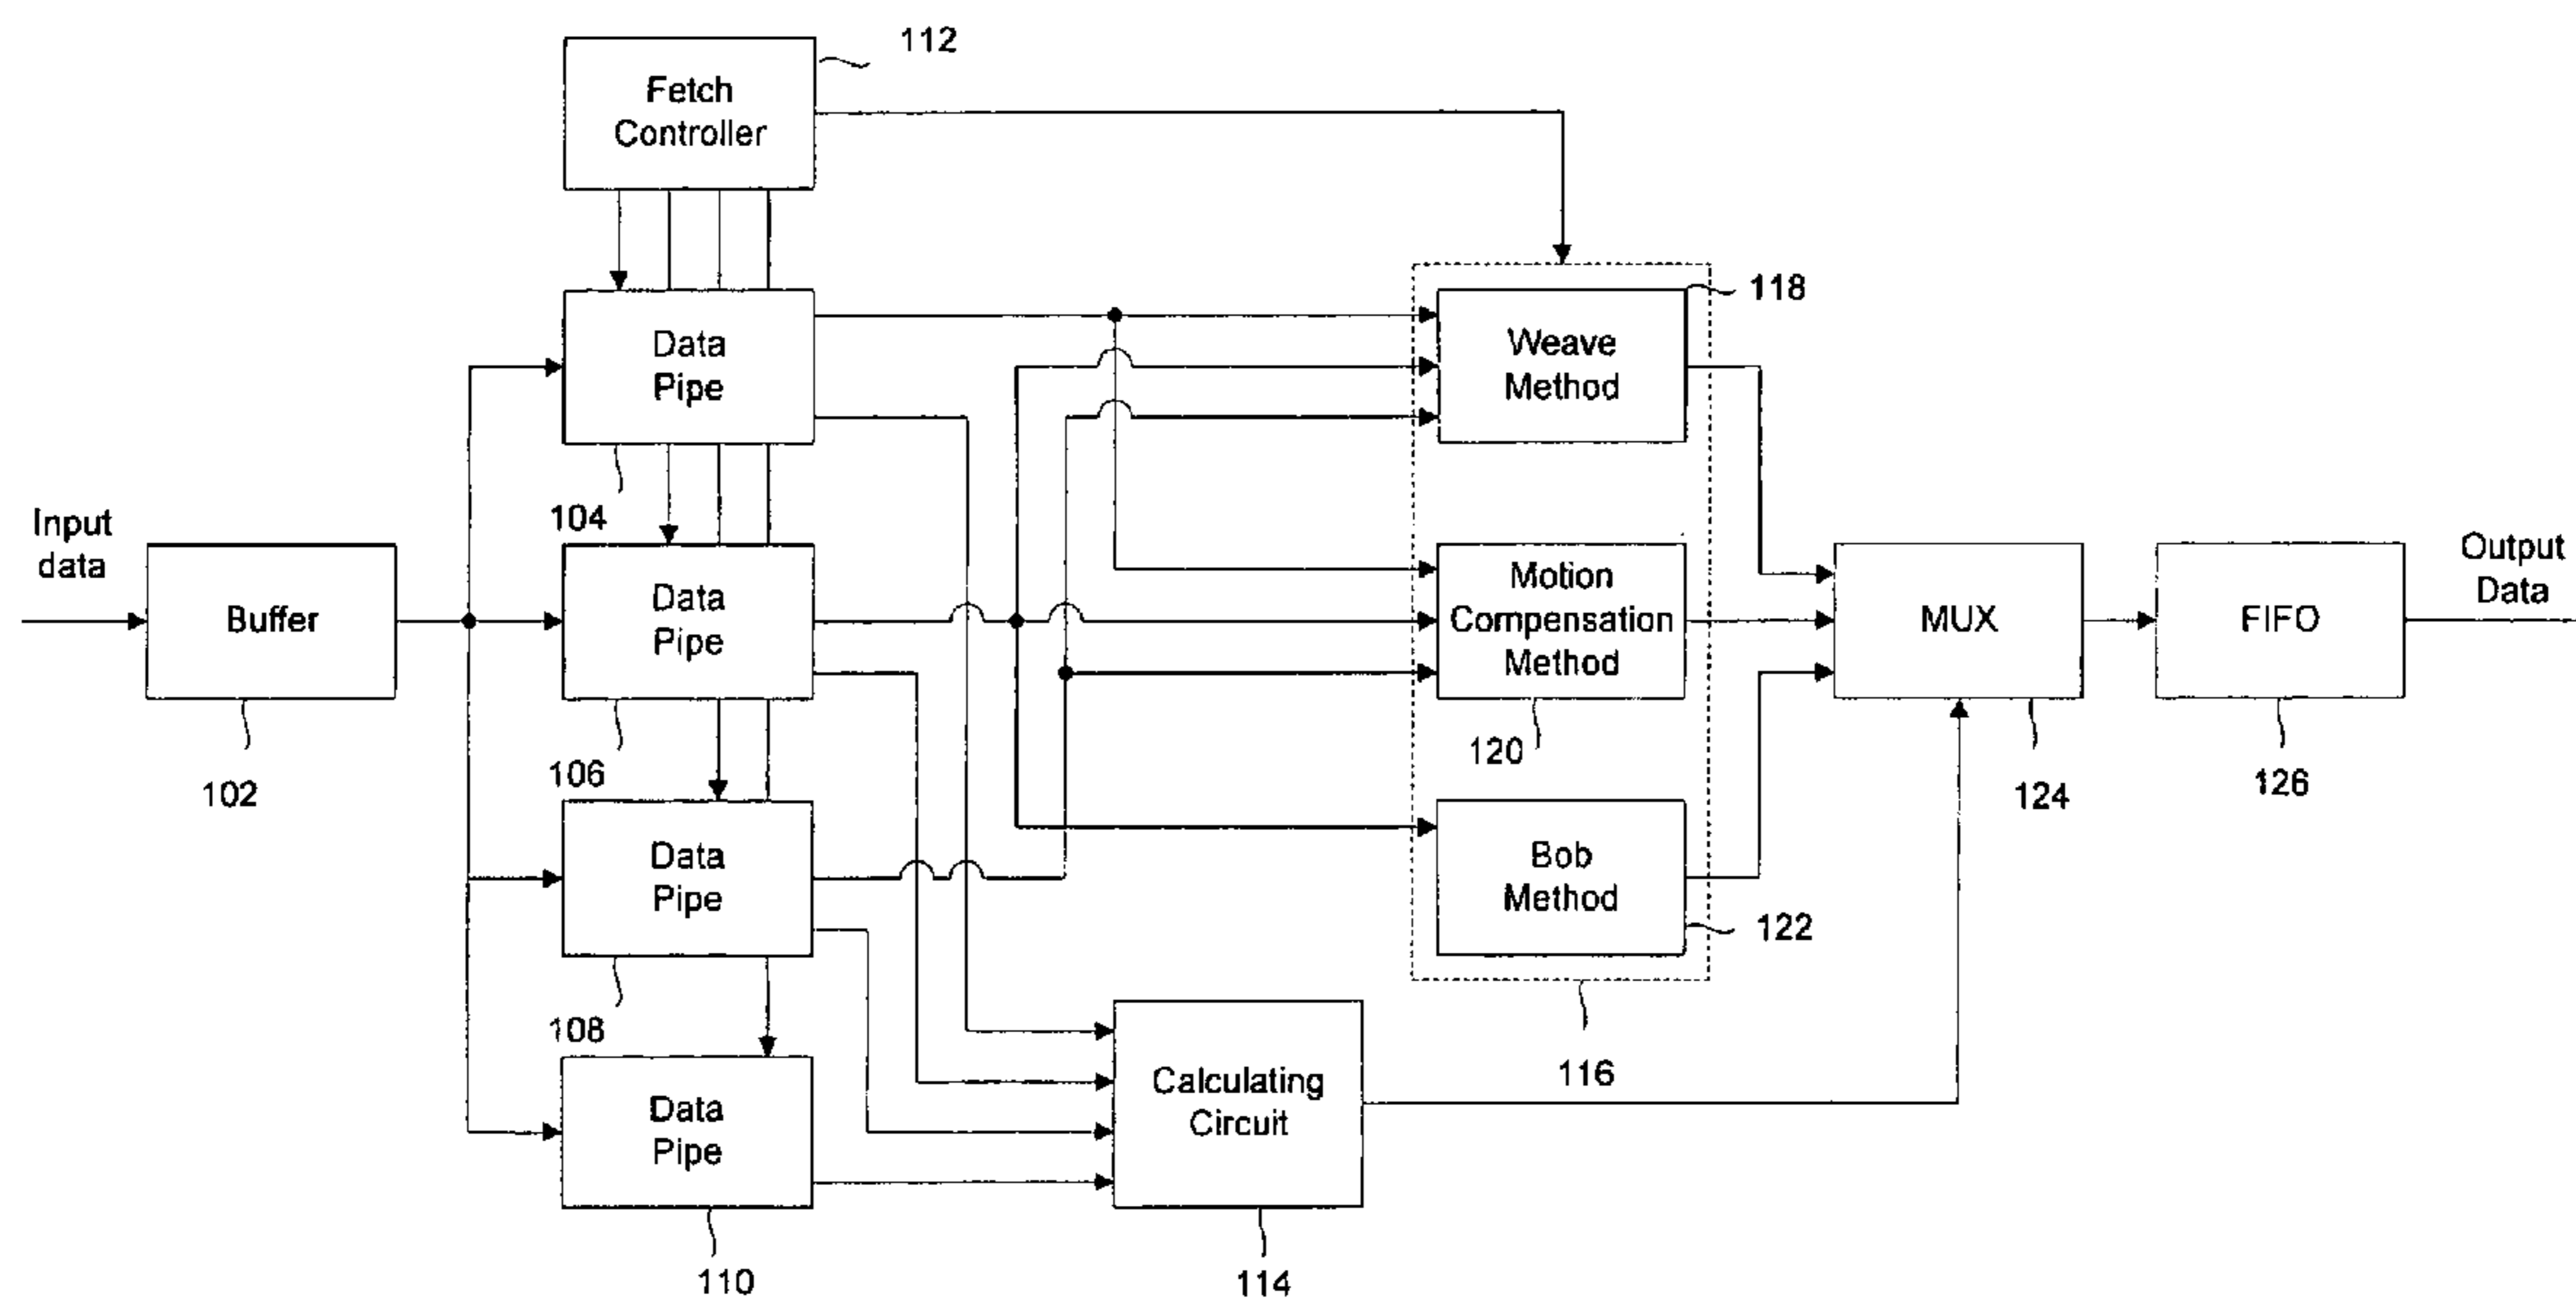 112
Fetch
Controller
118
Data
Pipe
Weave
Method
104
Input
data
Buffer
Data
Pipe
Motion
Compensation
Method
MUX
FIFO
Output
Data
102
106
120
124
126
Data
Pipe
Bob
Method
122
108
116
Data
Pipe
Calculating
Circuit
110
114